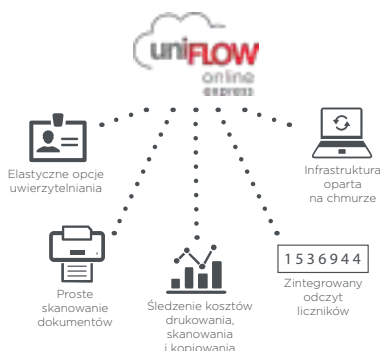 uniFLOW
online
express
Elastyczne opcje
uwierzytelniania
Infrastruktura
oparta
na chmurze
Proste
skanowanie
dokumentów
Śledzenie kosztów
drukowania,
skanowania
i kopiowania
1536944
Zintegrowany
odczyt
liczników